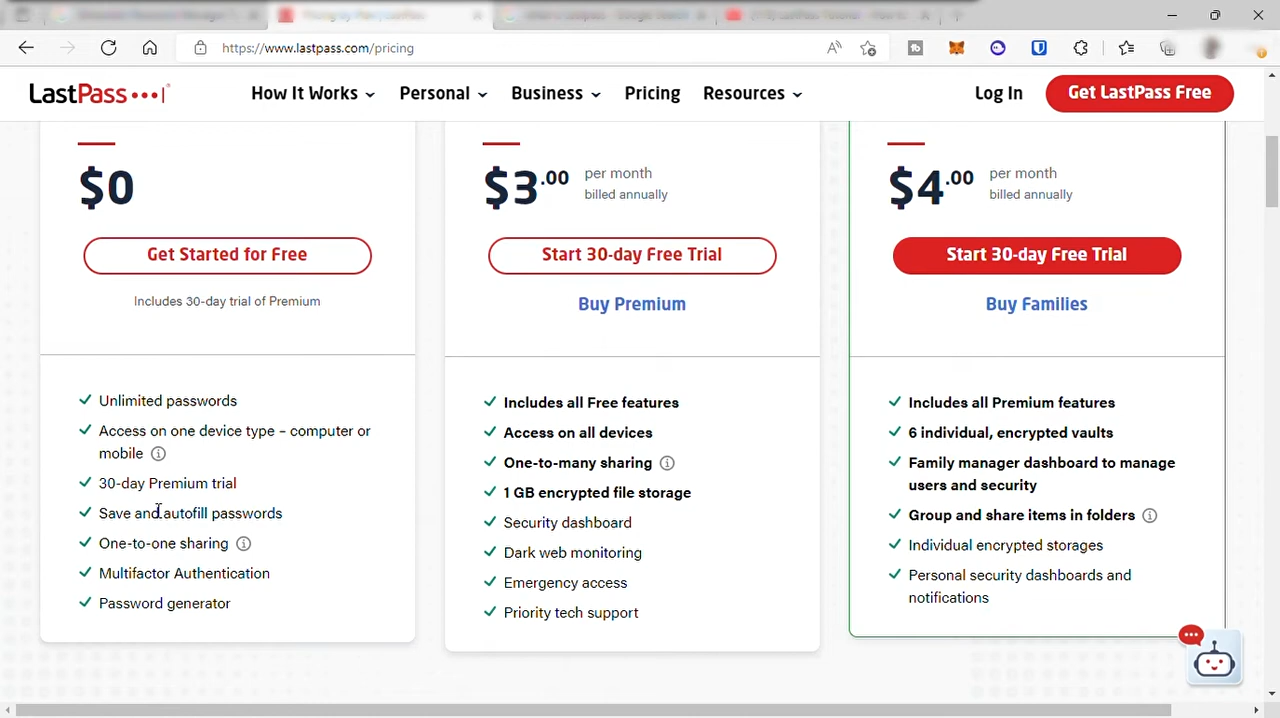 https://www.lastpass.com/pricing
LastPass
How It Works
Personal
Business
Pricing
Resources
Log In
Get LastPass Free
$0
Get Started for Free
Includes 30-day trial of Premium
Unlimited passwords
Access on one device type – computer or
mobile
30-day Premium trial
Save and autofill passwords
One-to-one sharing
Multifactor Authentication
Password generator
$3.00
per month
billed annually
Start 30-day Free Trial
Buy Premium
Includes all Free features
Access on all devices
One-to-many sharing
1 GB encrypted file storage
Security dashboard
Dark web monitoring
Emergency access
Priority tech support
$4.00
per month
billed annually
Start 30-day Free Trial
Buy Families
Includes all Premium features
6 individual, encrypted vaults
Family manager dashboard to manage
users and security
Group and share items in folders
Individual encrypted storages
Personal security dashboards and
notifications